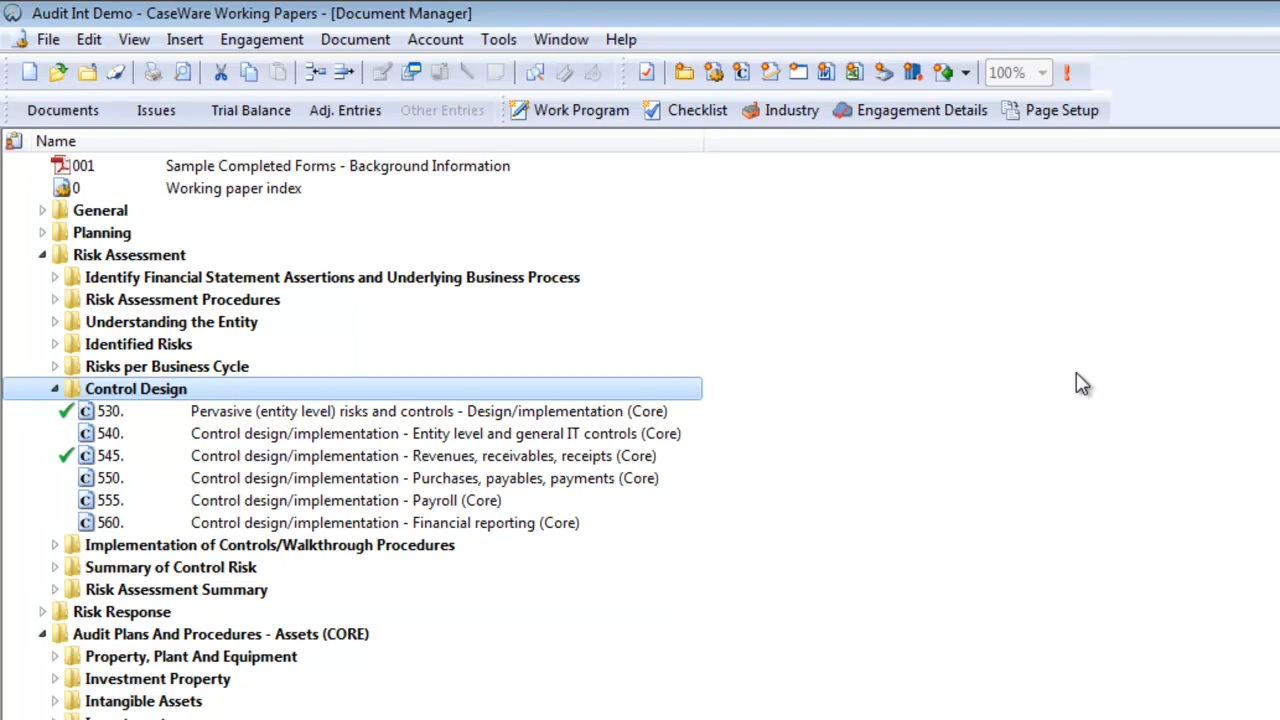 Audit Int Demo - CaseWare Working Papers - [Document Manager]
File Edit View Insert Engagement Document Account Tools Window Help
100%
Documents Issues Trial Balance Adj. Entries Other Entries Work Program Checklist Industry Engagement Details Page Setup
Name
001 Sample Completed Forms - Background Information
0 Working paper index
General
Planning
Risk Assessment
Identify Financial Statement Assertions and Underlying Business Process
Risk Assessment Procedures
Understanding the Entity
Identified Risks
Risks per Business Cycle
Control Design
530. Pervasive (entity level) risks and controls - Design/implementation (Core)
540. Control design/implementation - Entity level and general IT controls (Core)
545. Control design/implementation - Revenues, receivables, receipts (Core)
550. Control design/implementation - Purchases, payables, payments (Core)
555. Control design/implementation - Payroll (Core)
560. Control design/implementation - Financial reporting (Core)
Implementation of Controls/Walkthrough Procedures
Summary of Control Risk
Risk Assessment Summary
Risk Response
Audit Plans And Procedures - Assets (CORE)
Property, Plant And Equipment
Investment Property
Intangible Assets